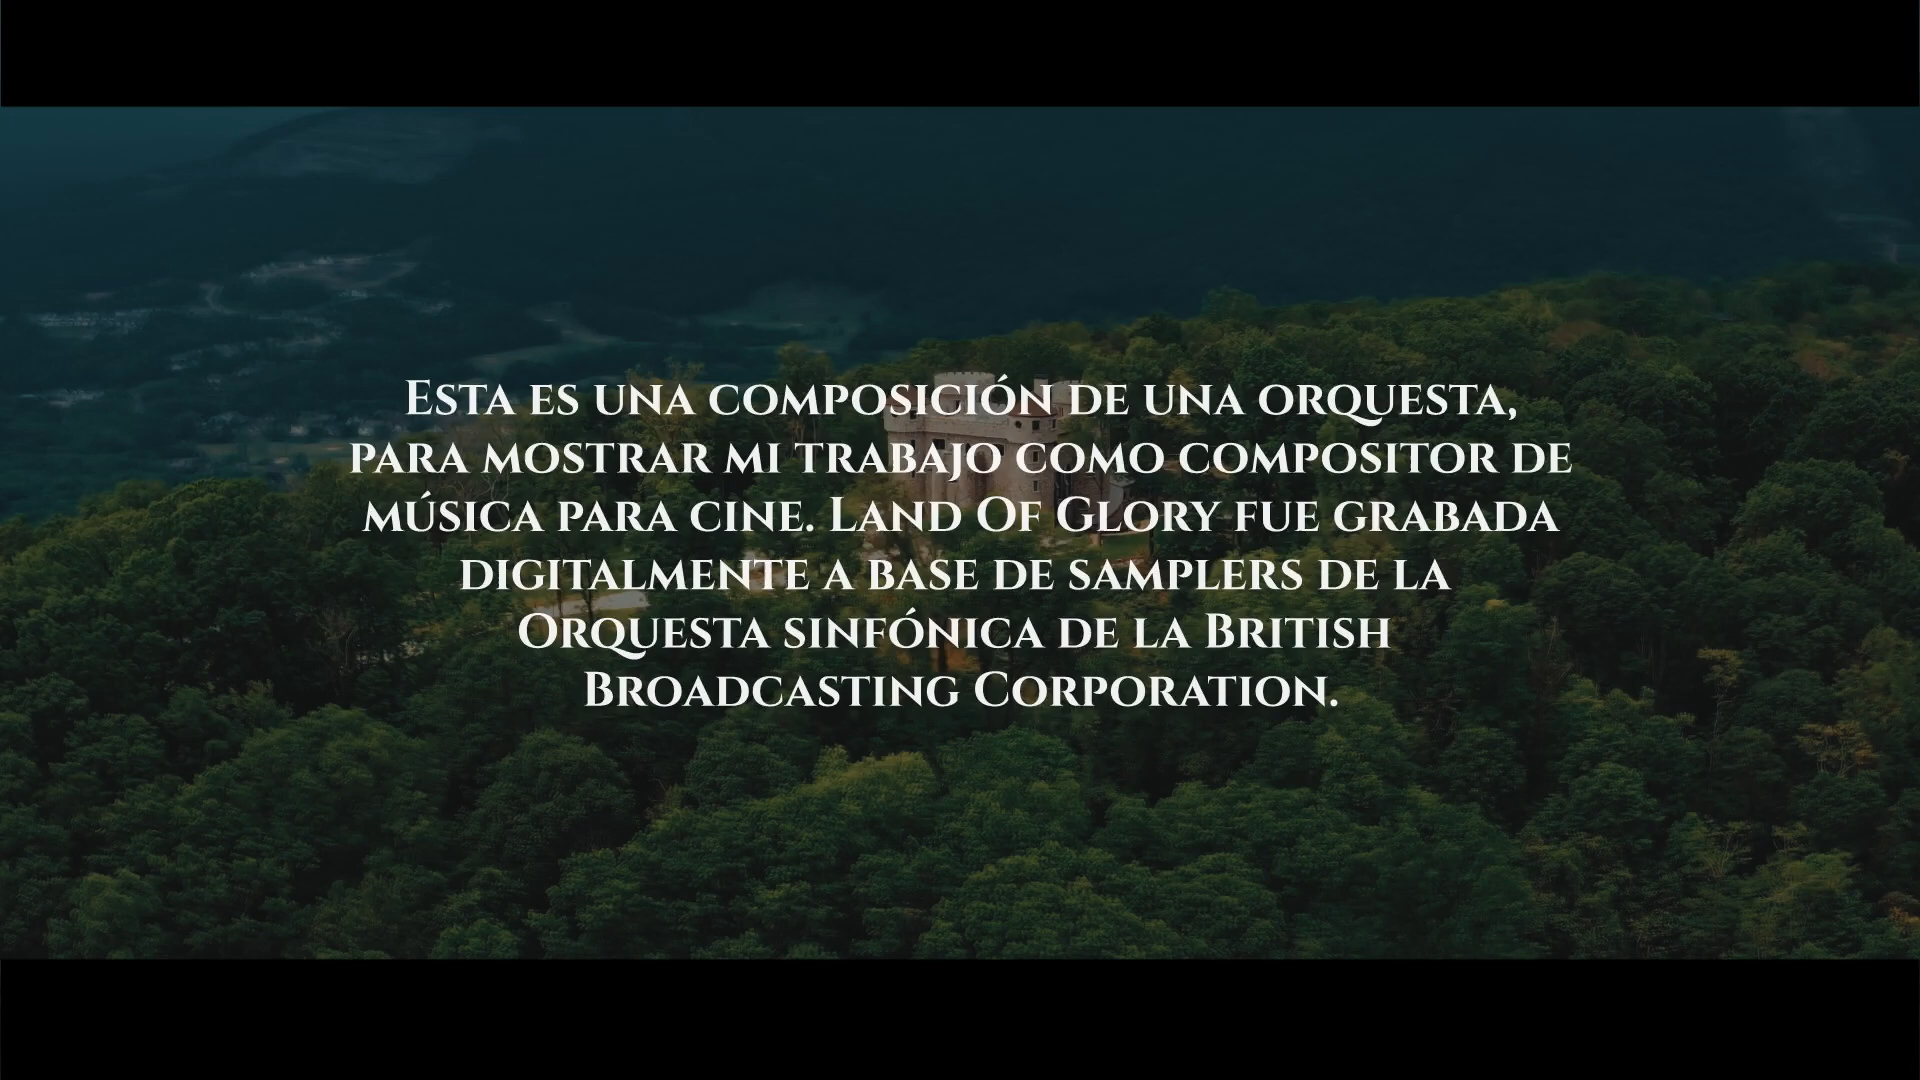 Esta es una composición de una orquesta,
para mostrar mi trabajo como compositor de
música para cine. Land Of Glory fue grabada
digitalmente a base de samplers de la
Orquesta sinfónica de la British
Broadcasting Corporation.